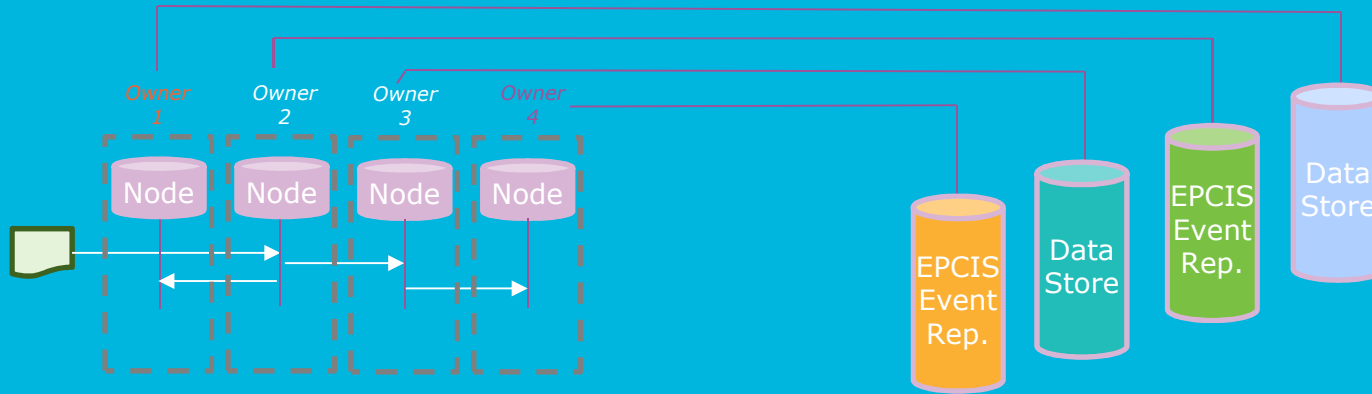 Owner
1
Owner
2
Owner
3
Owner
4
Node
Node
Node
Node
EPCIS
Event
Rep.
Data
Store
EPCIS
Event
Rep.
Data
Store